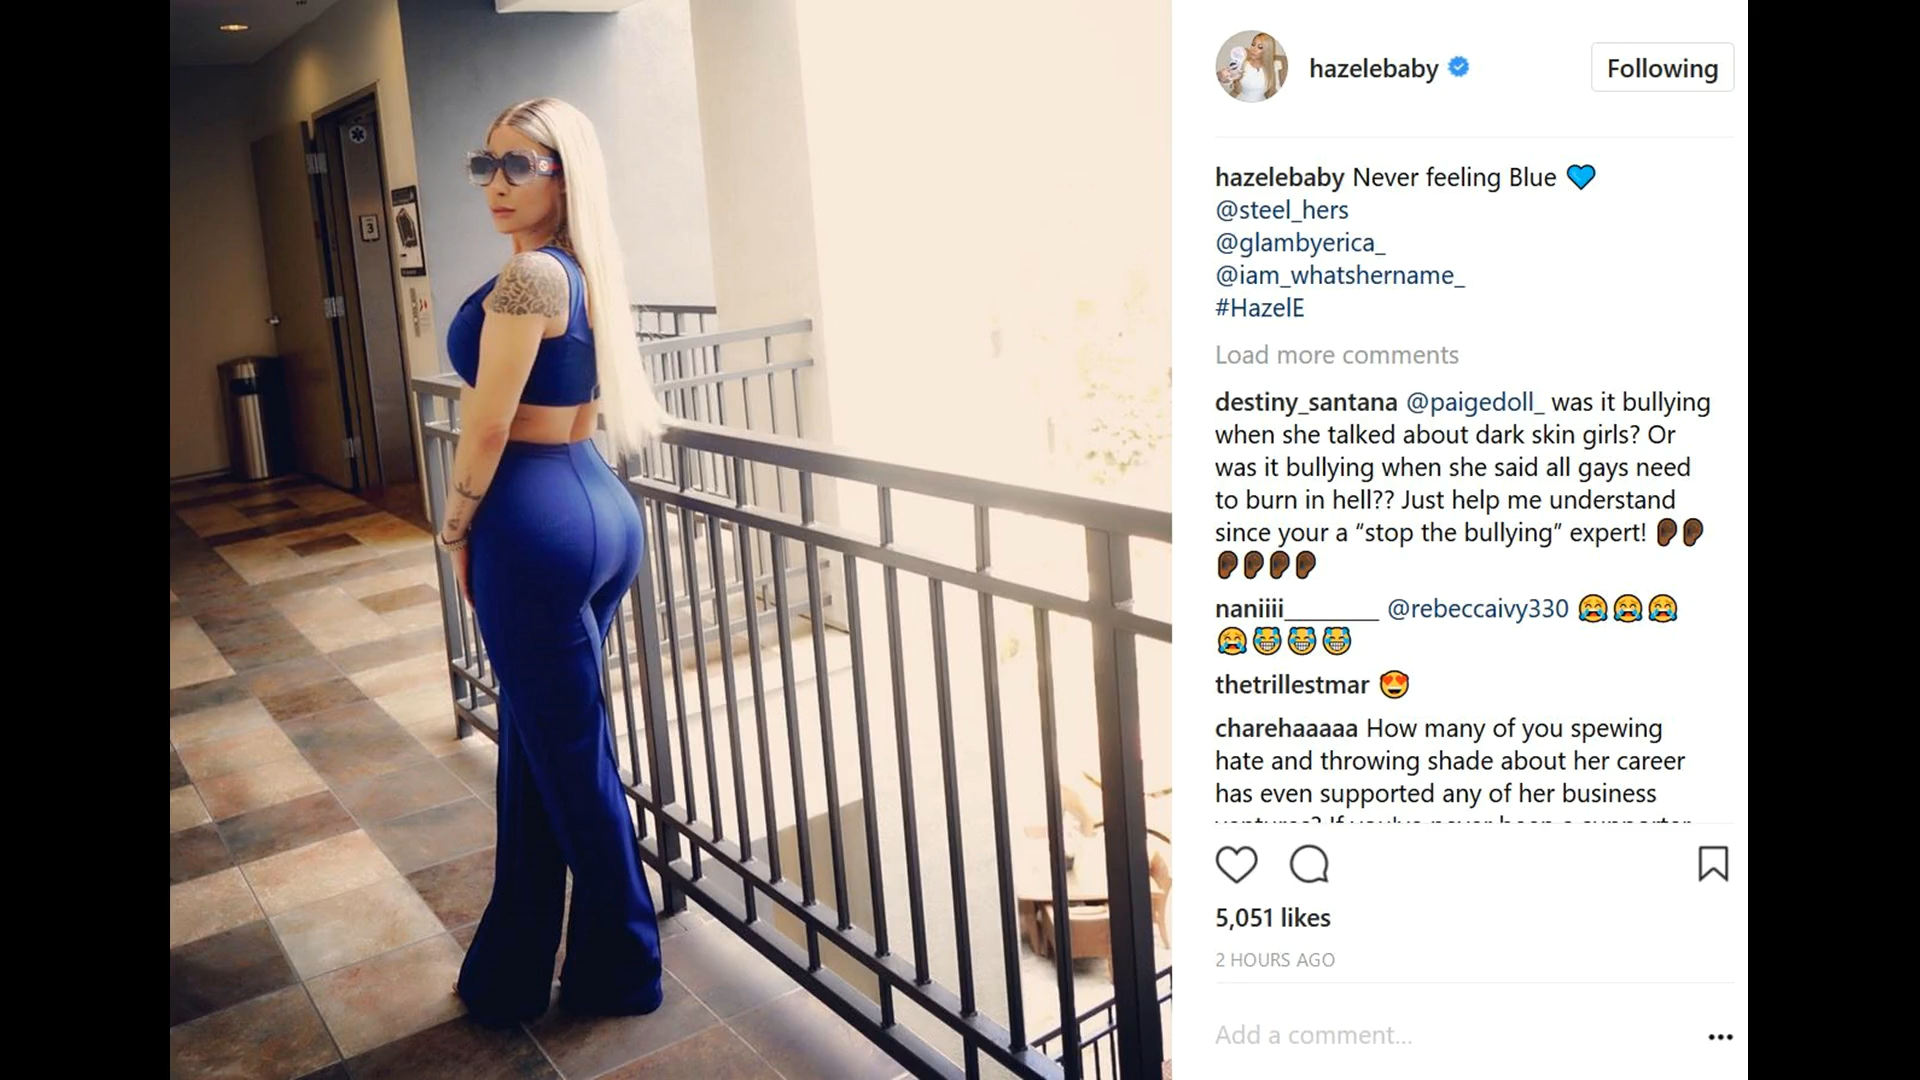 hazelebaby
Following
hazelebaby Never feeling Blue 💙
@steel_hers
@glambyerica_
@iam_whatshername_
#HazelE
Load more comments
destiny_santana @paigedoll_ was it bullying
when she talked about dark skin girls? Or
was it bullying when she said all gays need
to burn in hell?? Just help me understand
since your a “stop the bullying” expert! 👂🏿👂🏿
👂🏿👂🏿👂🏿👂🏿
naniiii________ @rebeccaivy330 😂😂😂
😂😹😹😹
thetrillestmar 😍
charehaaaaa How many of you spewing
hate and throwing shade about her career
has even supported any of her business
5,051 likes
2 HOURS AGO
Add a comment...
3